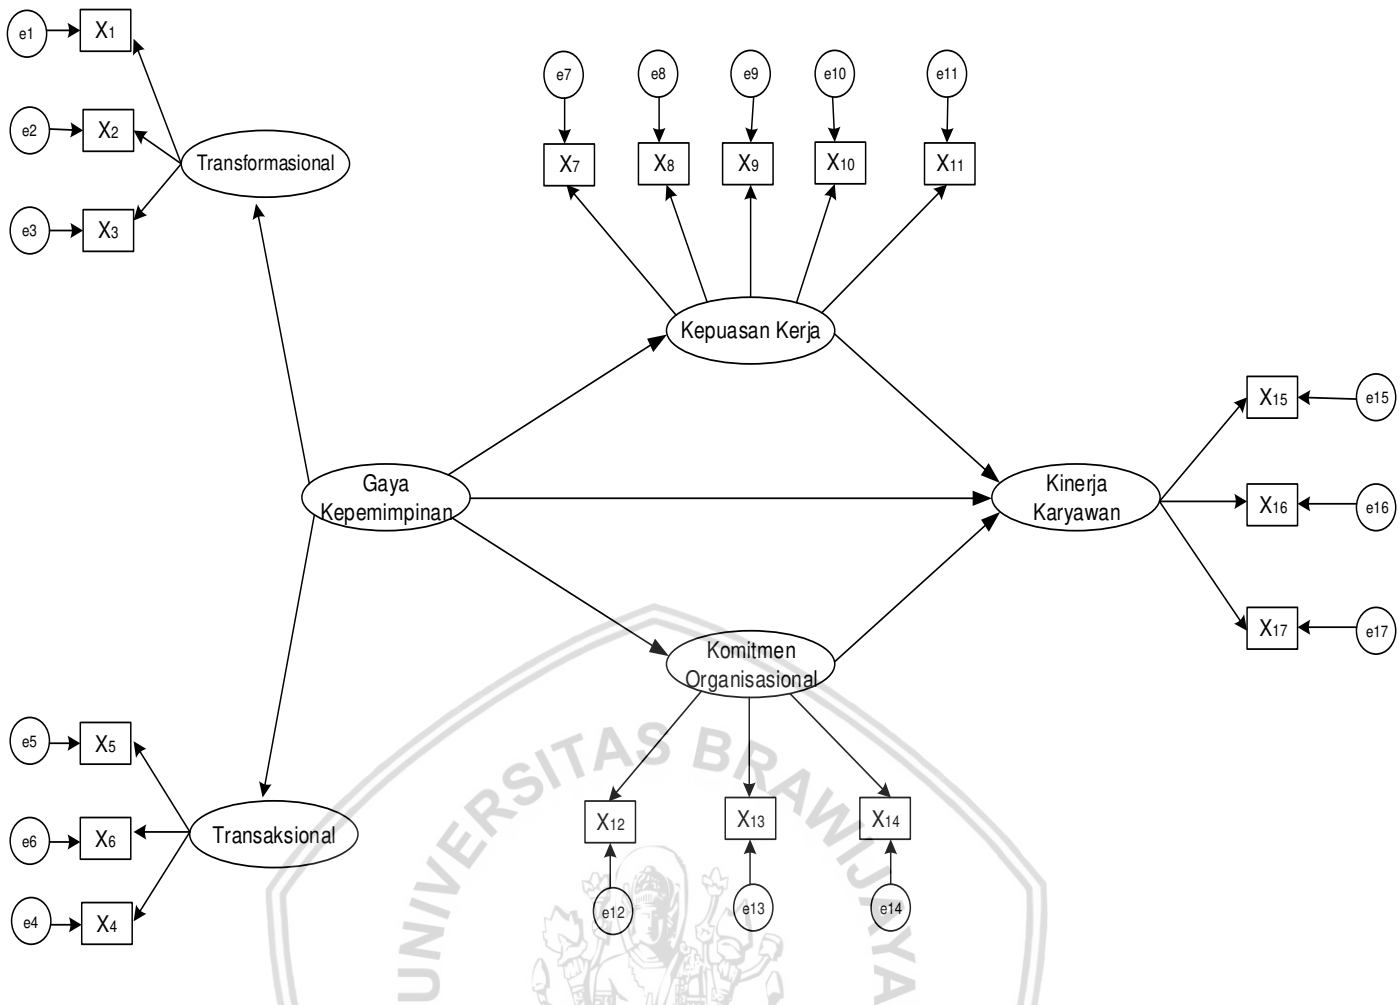 e1 X1
e7 e8 e9 e10 e11
e2 X2
Transformasional
X7 X8 X9 X10 X11
e3 X3
Kepuasan Kerja
X15 e15
Gaya
Kepemimpinan
Kinerja
Karyawan
X16 e16
X17 e17
Komitmen
Organisasional
e5 X5
UNIVERSITAS BRAWIJAYA
e6 X6
Transaksional
X12 X13 X14
e4 X4
e12 e13 e14